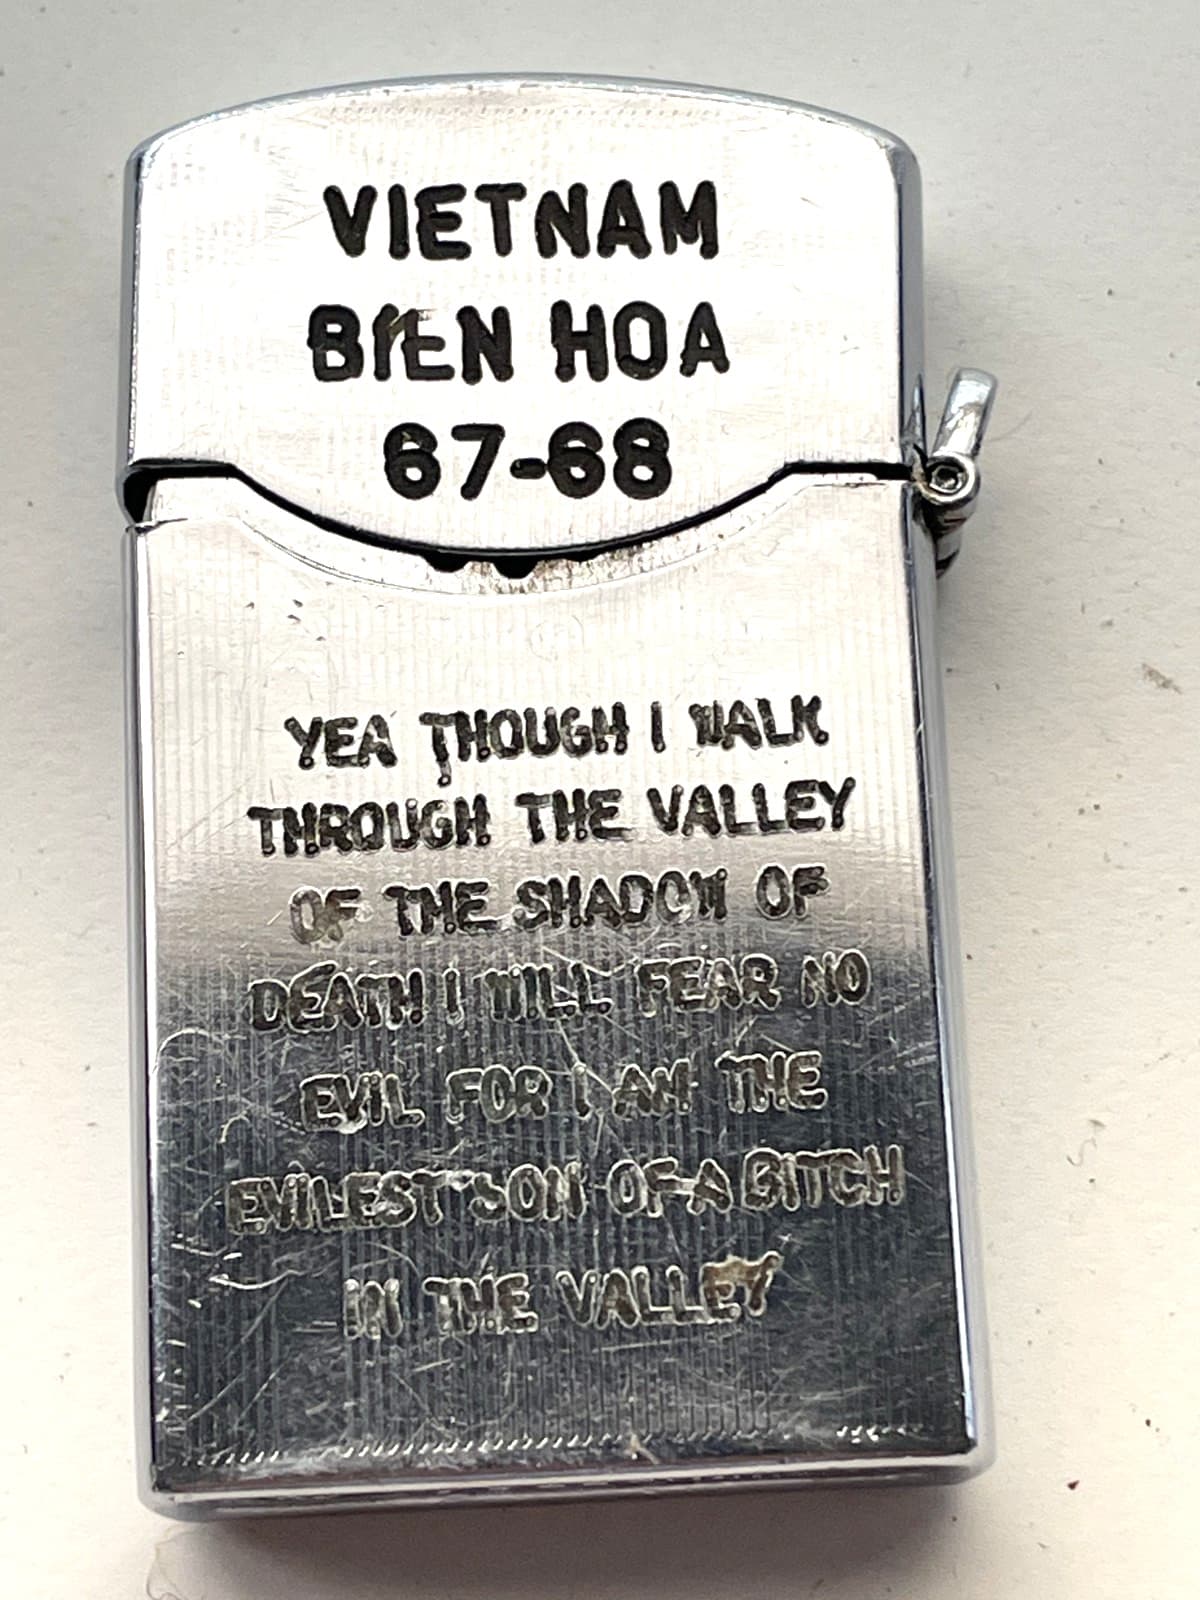 VIETNAM
BIEN HOA
67-68
YEA THOUGH I WALK
THROUGH THE VALLEY
OF THE SHADOW OF
DEATH I WILL FEAR NO
EVIL FOR I AM THE
EVILEST SON OF A BITCH
IN THE VALLEY